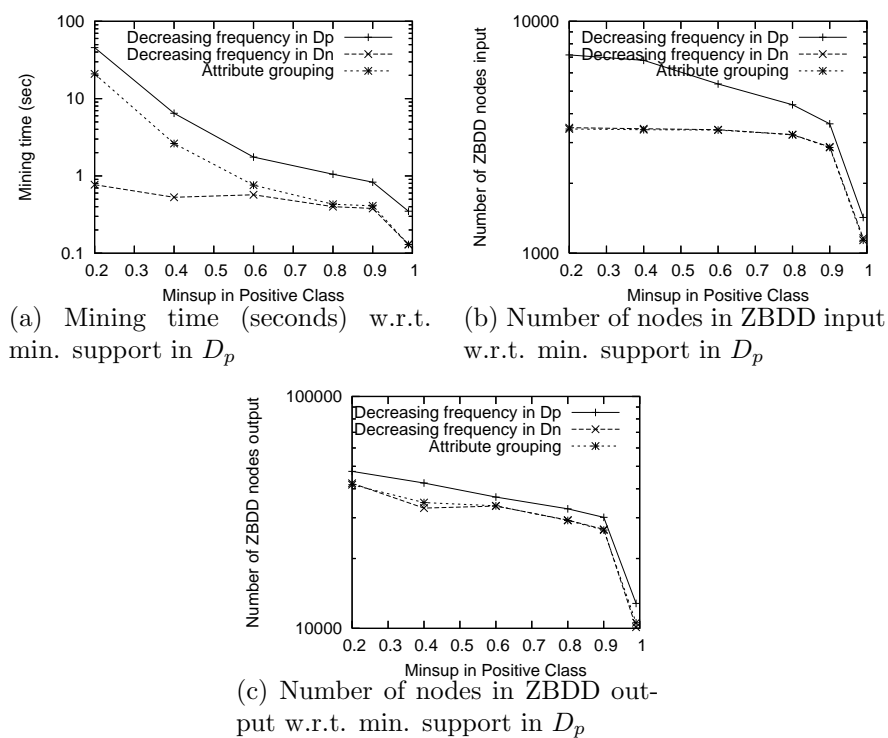 100
10
1
0.1
Mining time (sec)
Decreasing frequency in Dp
Decreasing frequency in Dn
Attribute grouping
0.2 0.3 0.4 0.5 0.6 0.7 0.8 0.9 1
Minsup in Positive Class
(a) Mining time (seconds) w.r.t.
min. support in Dp
10000
1000
Number of ZBDD nodes input
Decreasing frequency in Dp
Decreasing frequency in Dn
Attribute grouping
0.2 0.3 0.4 0.5 0.6 0.7 0.8 0.9 1
Minsup in Positive Class
(b) Number of nodes in ZBDD input
w.r.t. min. support in Dp
100000
10000
Number of ZBDD nodes output
Decreasing frequency in Dp
Decreasing frequency in Dn
Attribute grouping
0.2 0.3 0.4 0.5 0.6 0.7 0.8 0.9 1
Minsup in Positive Class
(c) Number of nodes in ZBDD out-
put w.r.t. min. support in Dp